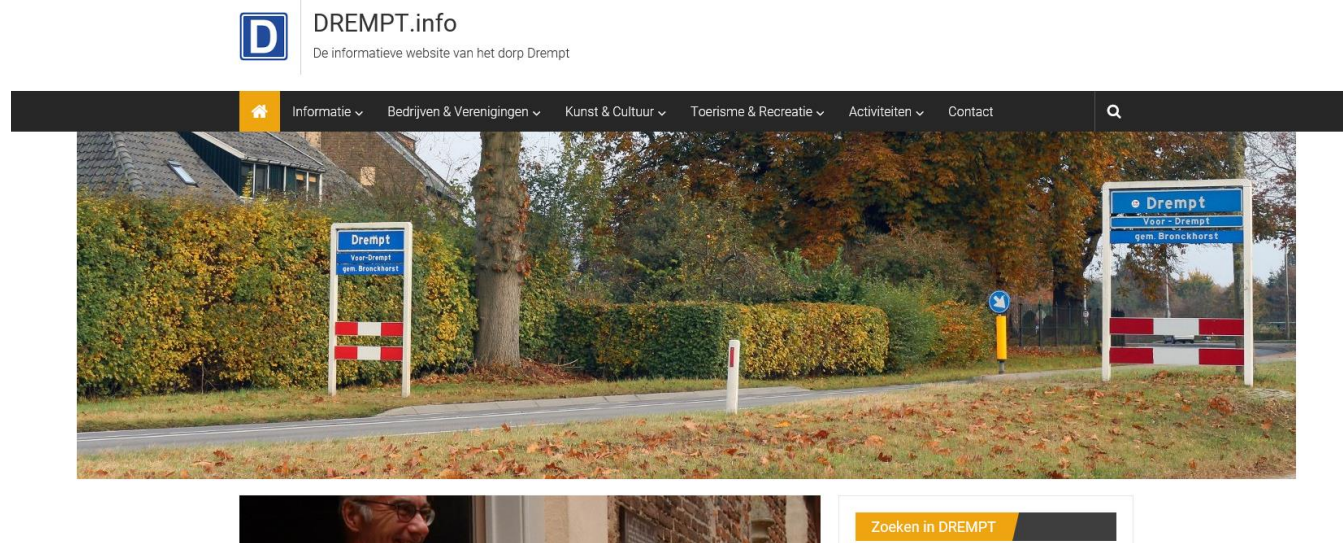 D
DREMPT.info
De informatieve website van het dorp Drempt
Informatie
Bedrijven & Verenigingen
Kunst & Cultuur
Toerisme & Recreatie
Activiteiten
Contact
Drempt
Voor-Drempt
gem. Bronckhorst
Drempt
Voor - Drempt
gem. Bronckhorst
Zoeken in DREMPT